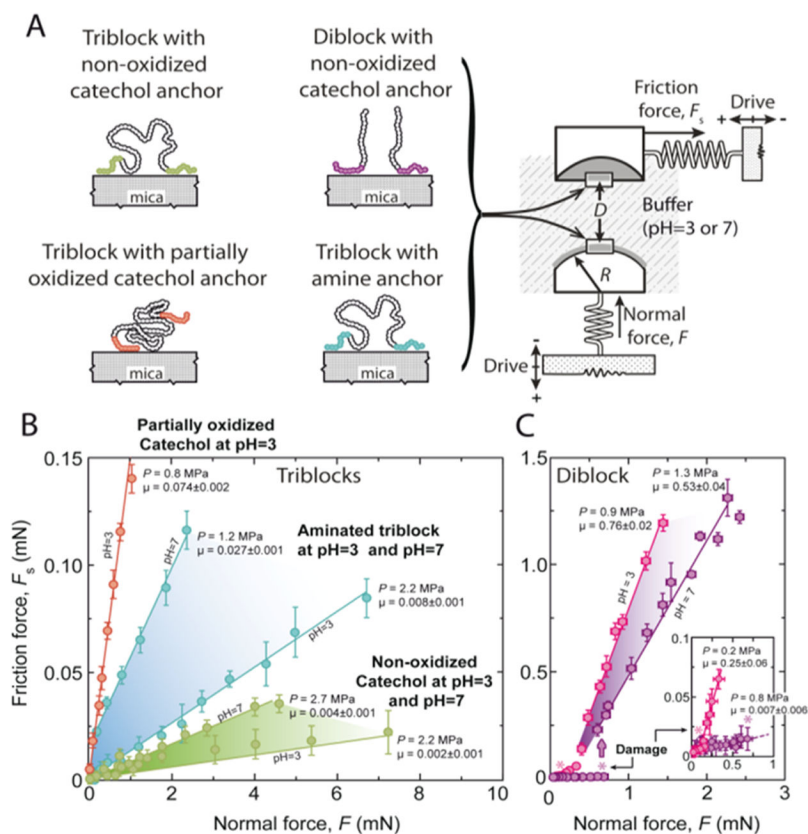 A
Triblock with
non-oxidized
catechol anchor
mica
Diblock with
non-oxidized
catechol anchor
mica
Triblock with partially
oxidized catechol anchor
mica
Triblock with
amine anchor
mica
Friction
force, Fs
Drive
+ -
D
Buffer
(pH=3 or 7)
R
Normal
force, F
Drive
-
-
+
B
Partially oxidized
Catechol at pH=3
Triblocks
P = 0.8 MPa
μ = 0.074±0.002
pH=3
P = 1.2 MPa
μ = 0.027±0.001
pH=7
Aminated triblock
at pH=3 and pH=7
P = 2.2 MPa
μ = 0.008±0.001
pH=3
Non-oxidized
Catechol at pH=3
and pH=7
P = 2.7 MPa
μ = 0.004±0.001
pH=7
P = 2.2 MPa
μ = 0.002±0.001
pH=3
Friction force, Fs (mN)
0.15
0.10
0.05
0
0 2 4 6 8 10
Normal force, F (mN)
C
Diblock
P = 1.3 MPa
μ = 0.53±0.04
P = 0.9 MPa
μ = 0.76±0.02
pH = 3
pH = 7
1.5
1.25
1.0
0.75
0.50
0.25
0
0 1 2 3
Normal force, F (mN)
Damage
0.1
0.05
0
0 0.5 1
P = 0.2 MPa
μ = 0.25±0.06
P = 0.8 MPa
μ = 0.007±0.006